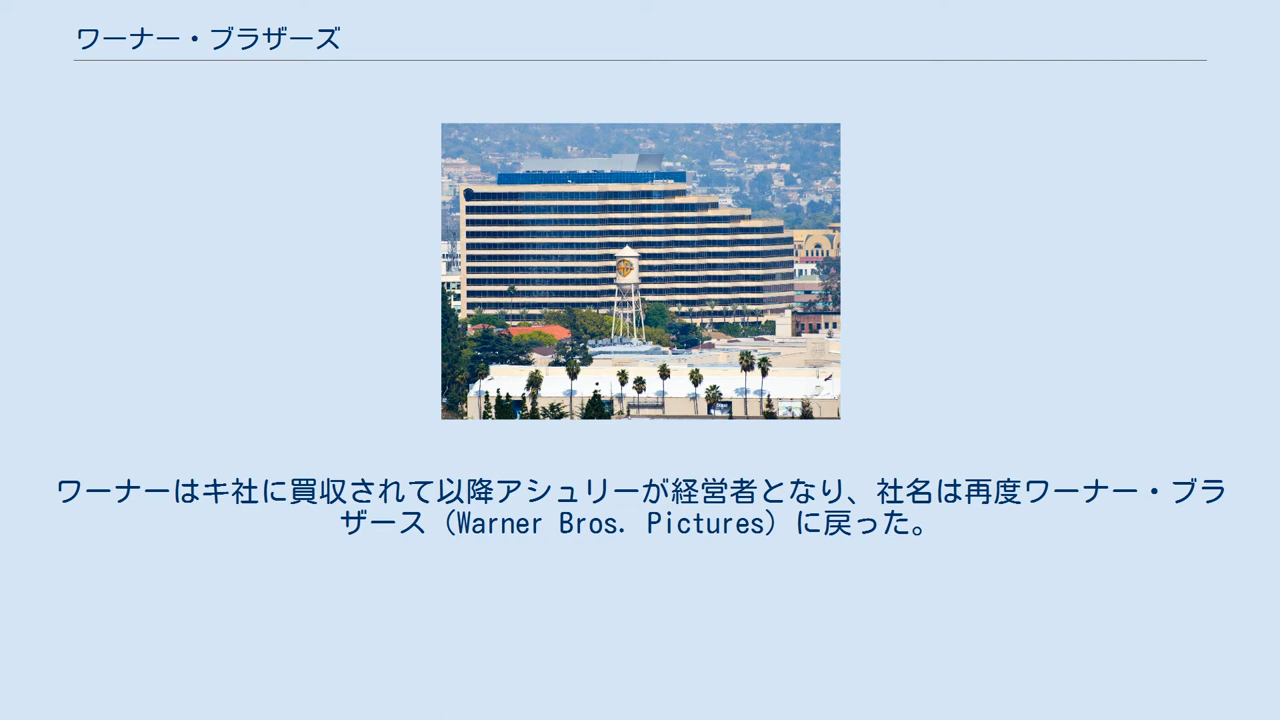 ワーナー・ブラザーズ
ワーナーはキ社に買収されて以降アシュリーが経営者となり、社名は再度ワーナー・ブラ
ザース（Warner Bros. Pictures）に戻った。